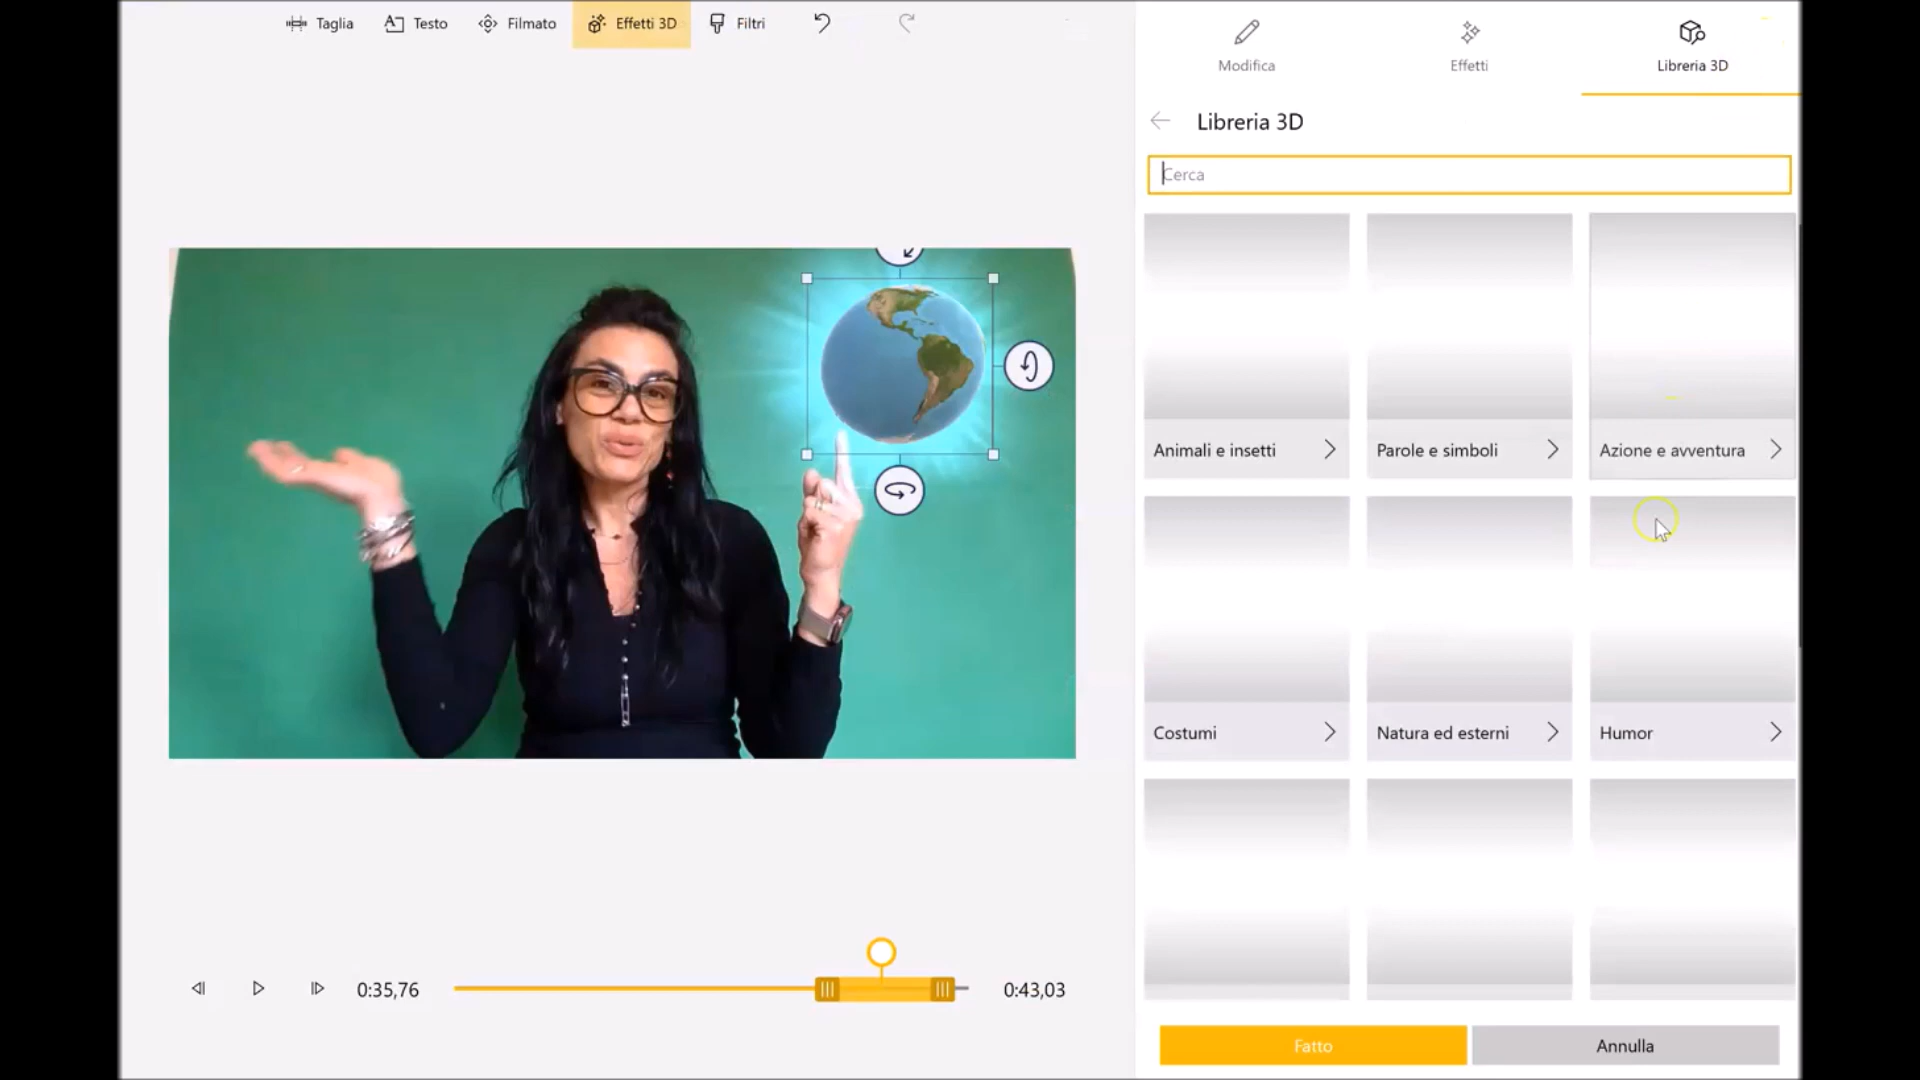 Taglia
Testo
Filmato
Effetti 3D
Filtri
Modifica
Effetti
Libreria 3D
Libreria 3D
Cerca
Animali e insetti
Parole e simboli
Azione e avventura
Costumi
Natura ed esterni
Humor
0:35,76
0:43,03
Fatto
Annulla